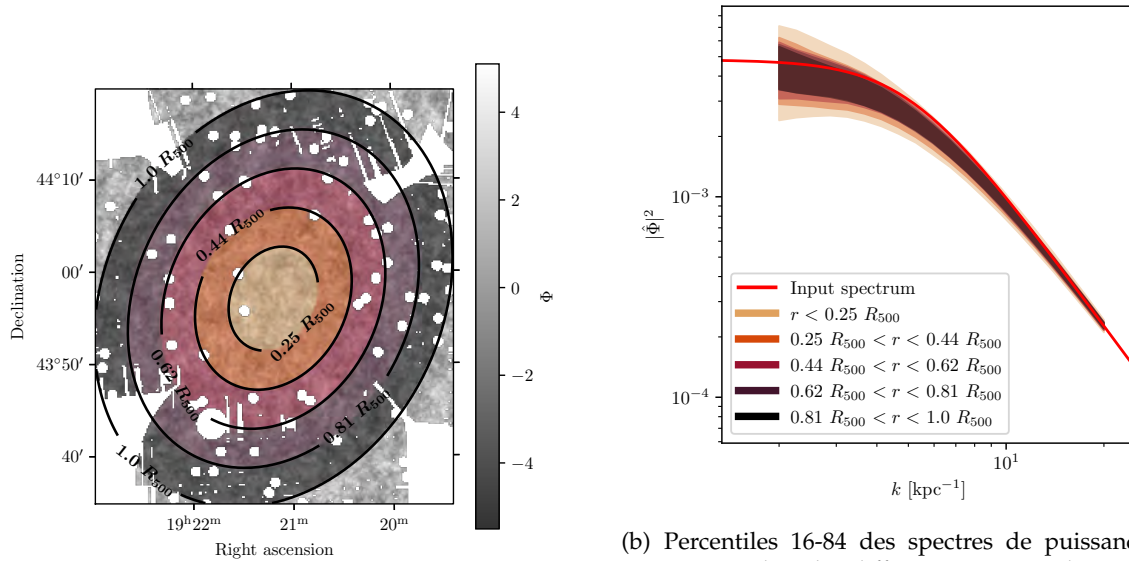 44°10′
00′
43°50′
40′
Declination
19ʰ22ᵐ
21ᵐ
20ᵐ
Right ascension
1.0 R₅₀₀
0.44 R₅₀₀
0.25 R₅₀₀
0.62 R₅₀₀
0.81 R₅₀₀
1.0 R₅₀₀
4
2
0
−2
−4
Φ
10⁻³
10⁻⁴
|Φ̂|²
Input spectrum
r < 0.25 R₅₀₀
0.25 R₅₀₀ < r < 0.44 R₅₀₀
0.44 R₅₀₀ < r < 0.62 R₅₀₀
0.62 R₅₀₀ < r < 0.81 R₅₀₀
0.81 R₅₀₀ < r < 1.0 R₅₀₀
10¹
k [kpc⁻¹]
(b) Percentiles 16-84 des spectres de puissan